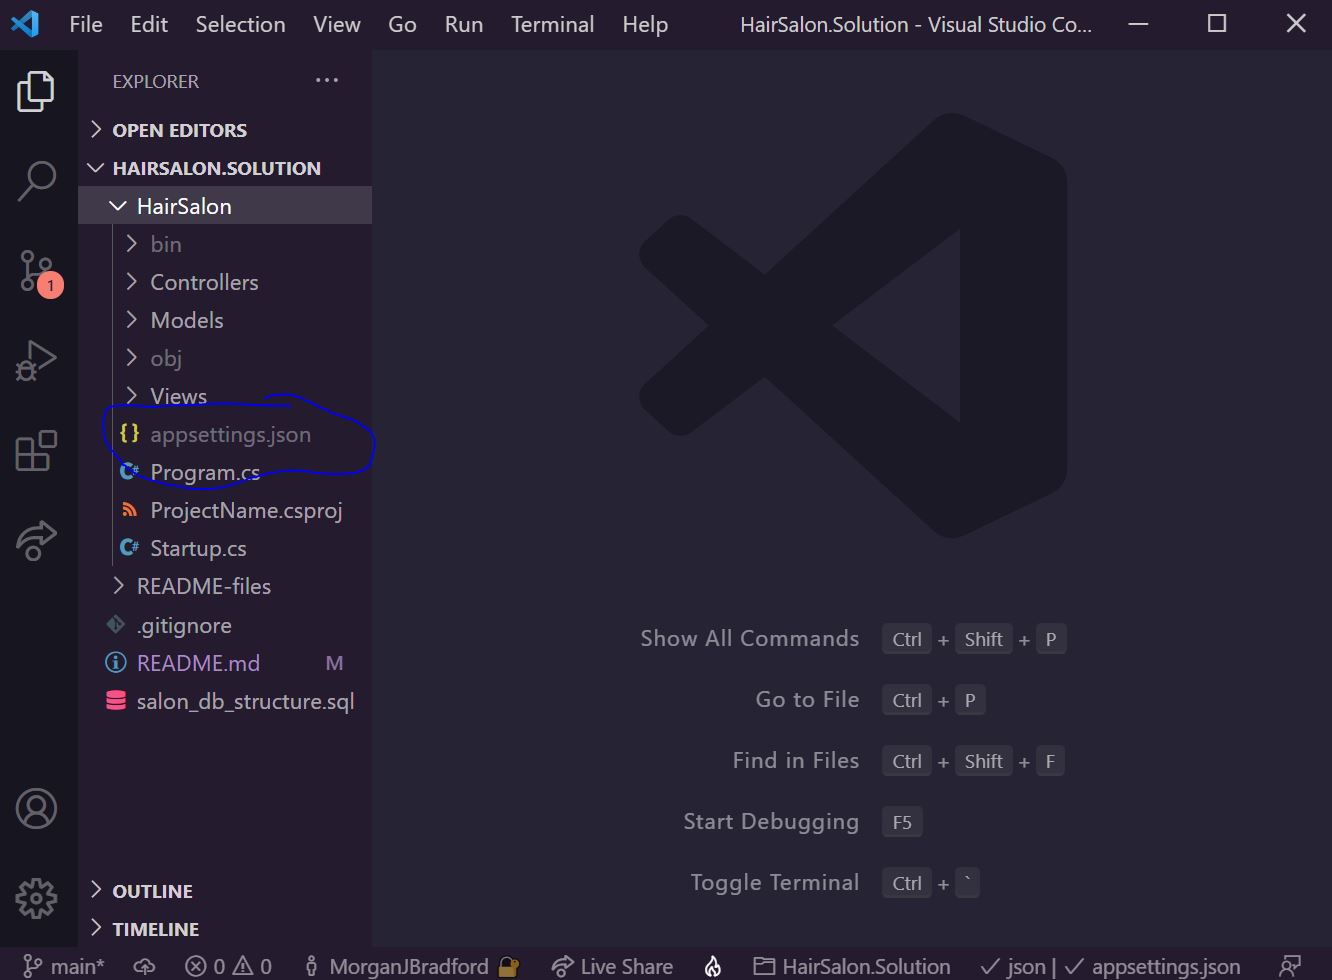 File Edit Selection View Go Run Terminal Help HairSalon.Solution - Visual Studio Co...
EXPLORER ...
OPEN EDITORS
HAIRSALON.SOLUTION
HairSalon
bin
Controllers
1
Models
obj
Views
{} appsettings.json
C# Program.cs
ProjectName.csproj
C# Startup.cs
README-files
.gitignore
README.md M
salon_db_structure.sql
Show All Commands Ctrl + Shift + P
Go to File Ctrl + P
Find in Files Ctrl + Shift + F
Start Debugging F5
Toggle Terminal Ctrl + `
OUTLINE
TIMELINE
main* 0 0 MorganJBradford Live Share HairSalon.Solution ✓ json | ✓ appsettings.json